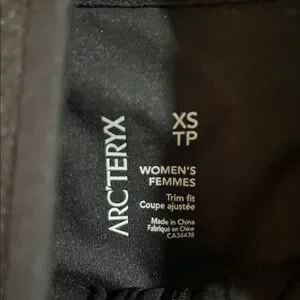 ARC'TERYX
XS
TP
WOMEN'S
FEMMES
Trim fit
Coupe ajustée
Made in China
Fabriqué en Chine
CA34438